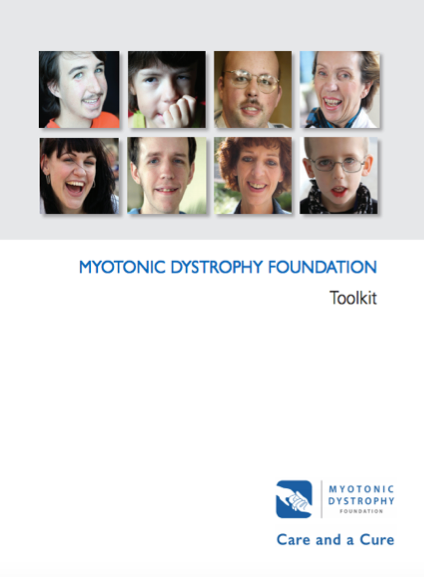 MYOTONIC DYSTROPHY FOUNDATION
Toolkit
MYOTONIC
DYSTROPHY
FOUNDATION
Care and a Cure